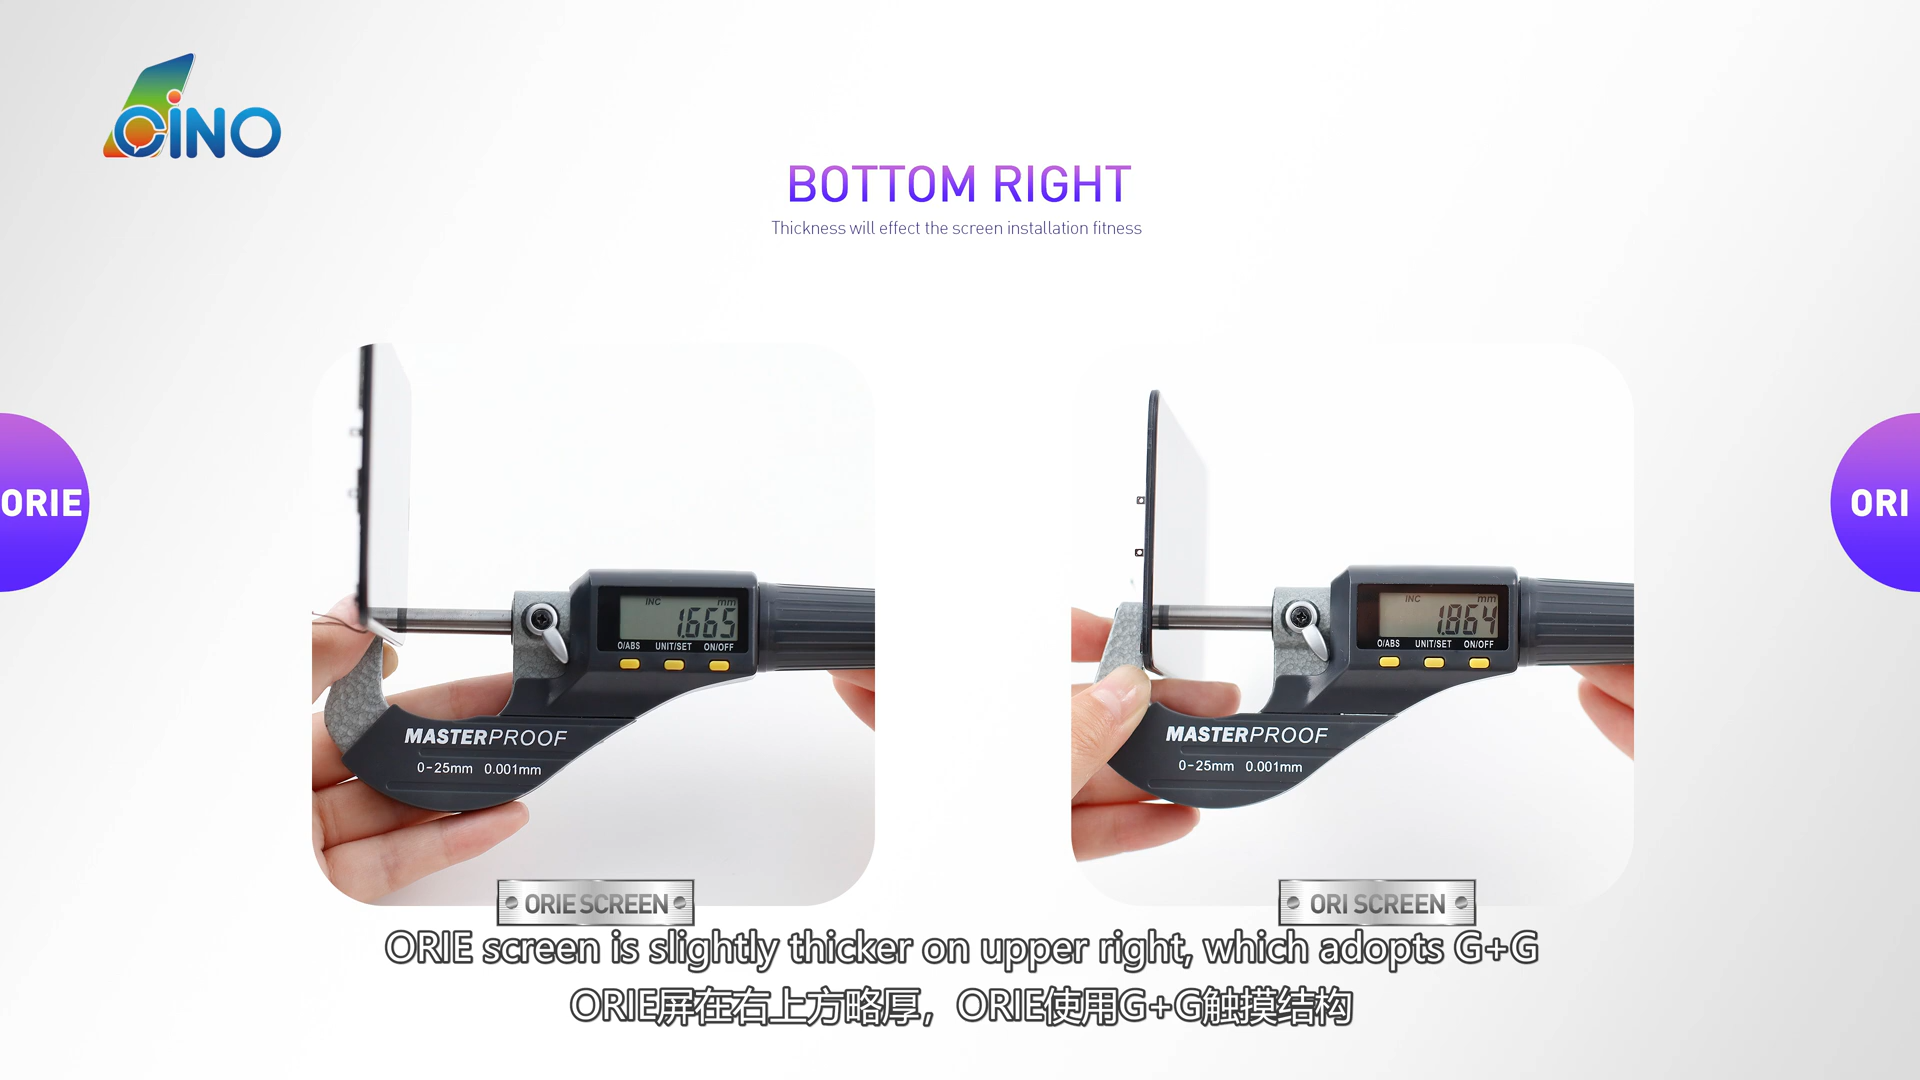 CINO
BOTTOM RIGHT
Thickness will effect the screen installation fitness
ORIE
ORI
INC mm
1.665
0/ABS UNIT/SET ON/OFF
MASTERPROOF
0-25mm 0.001mm
INC mm
1.864
0/ABS UNIT/SET ON/OFF
MASTERPROOF
0-25mm 0.001mm
ORIE SCREEN
ORI SCREEN
ORIE screen is slightly thicker on upper right, which adopts G+G
ORIE屏在右上方略厚，ORIE使用G+G触摸结构